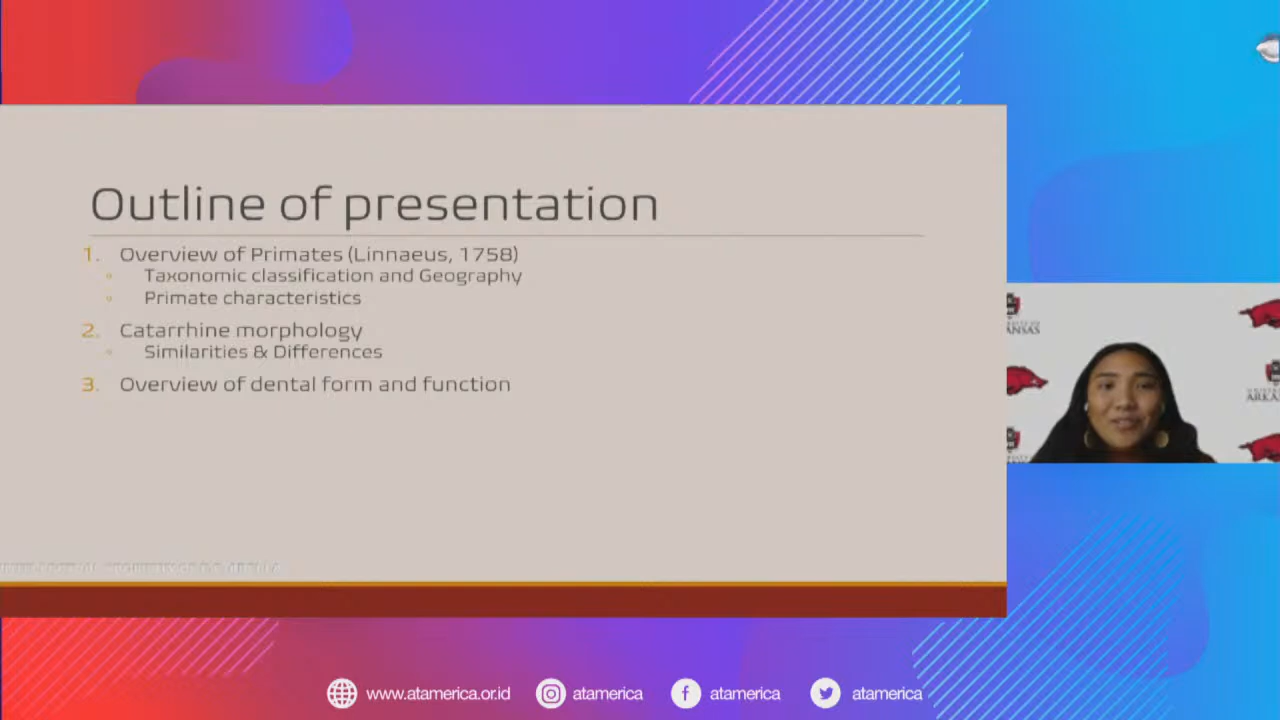 Outline of presentation
1. Overview of Primates (Linnaeus, 1758)
◦ Taxonomic classification and Geography
◦ Primate characteristics
2. Catarrhine morphology
◦ Similarities & Differences
3. Overview of dental form and function
www.atamerica.or.id
atamerica
atamerica
atamerica